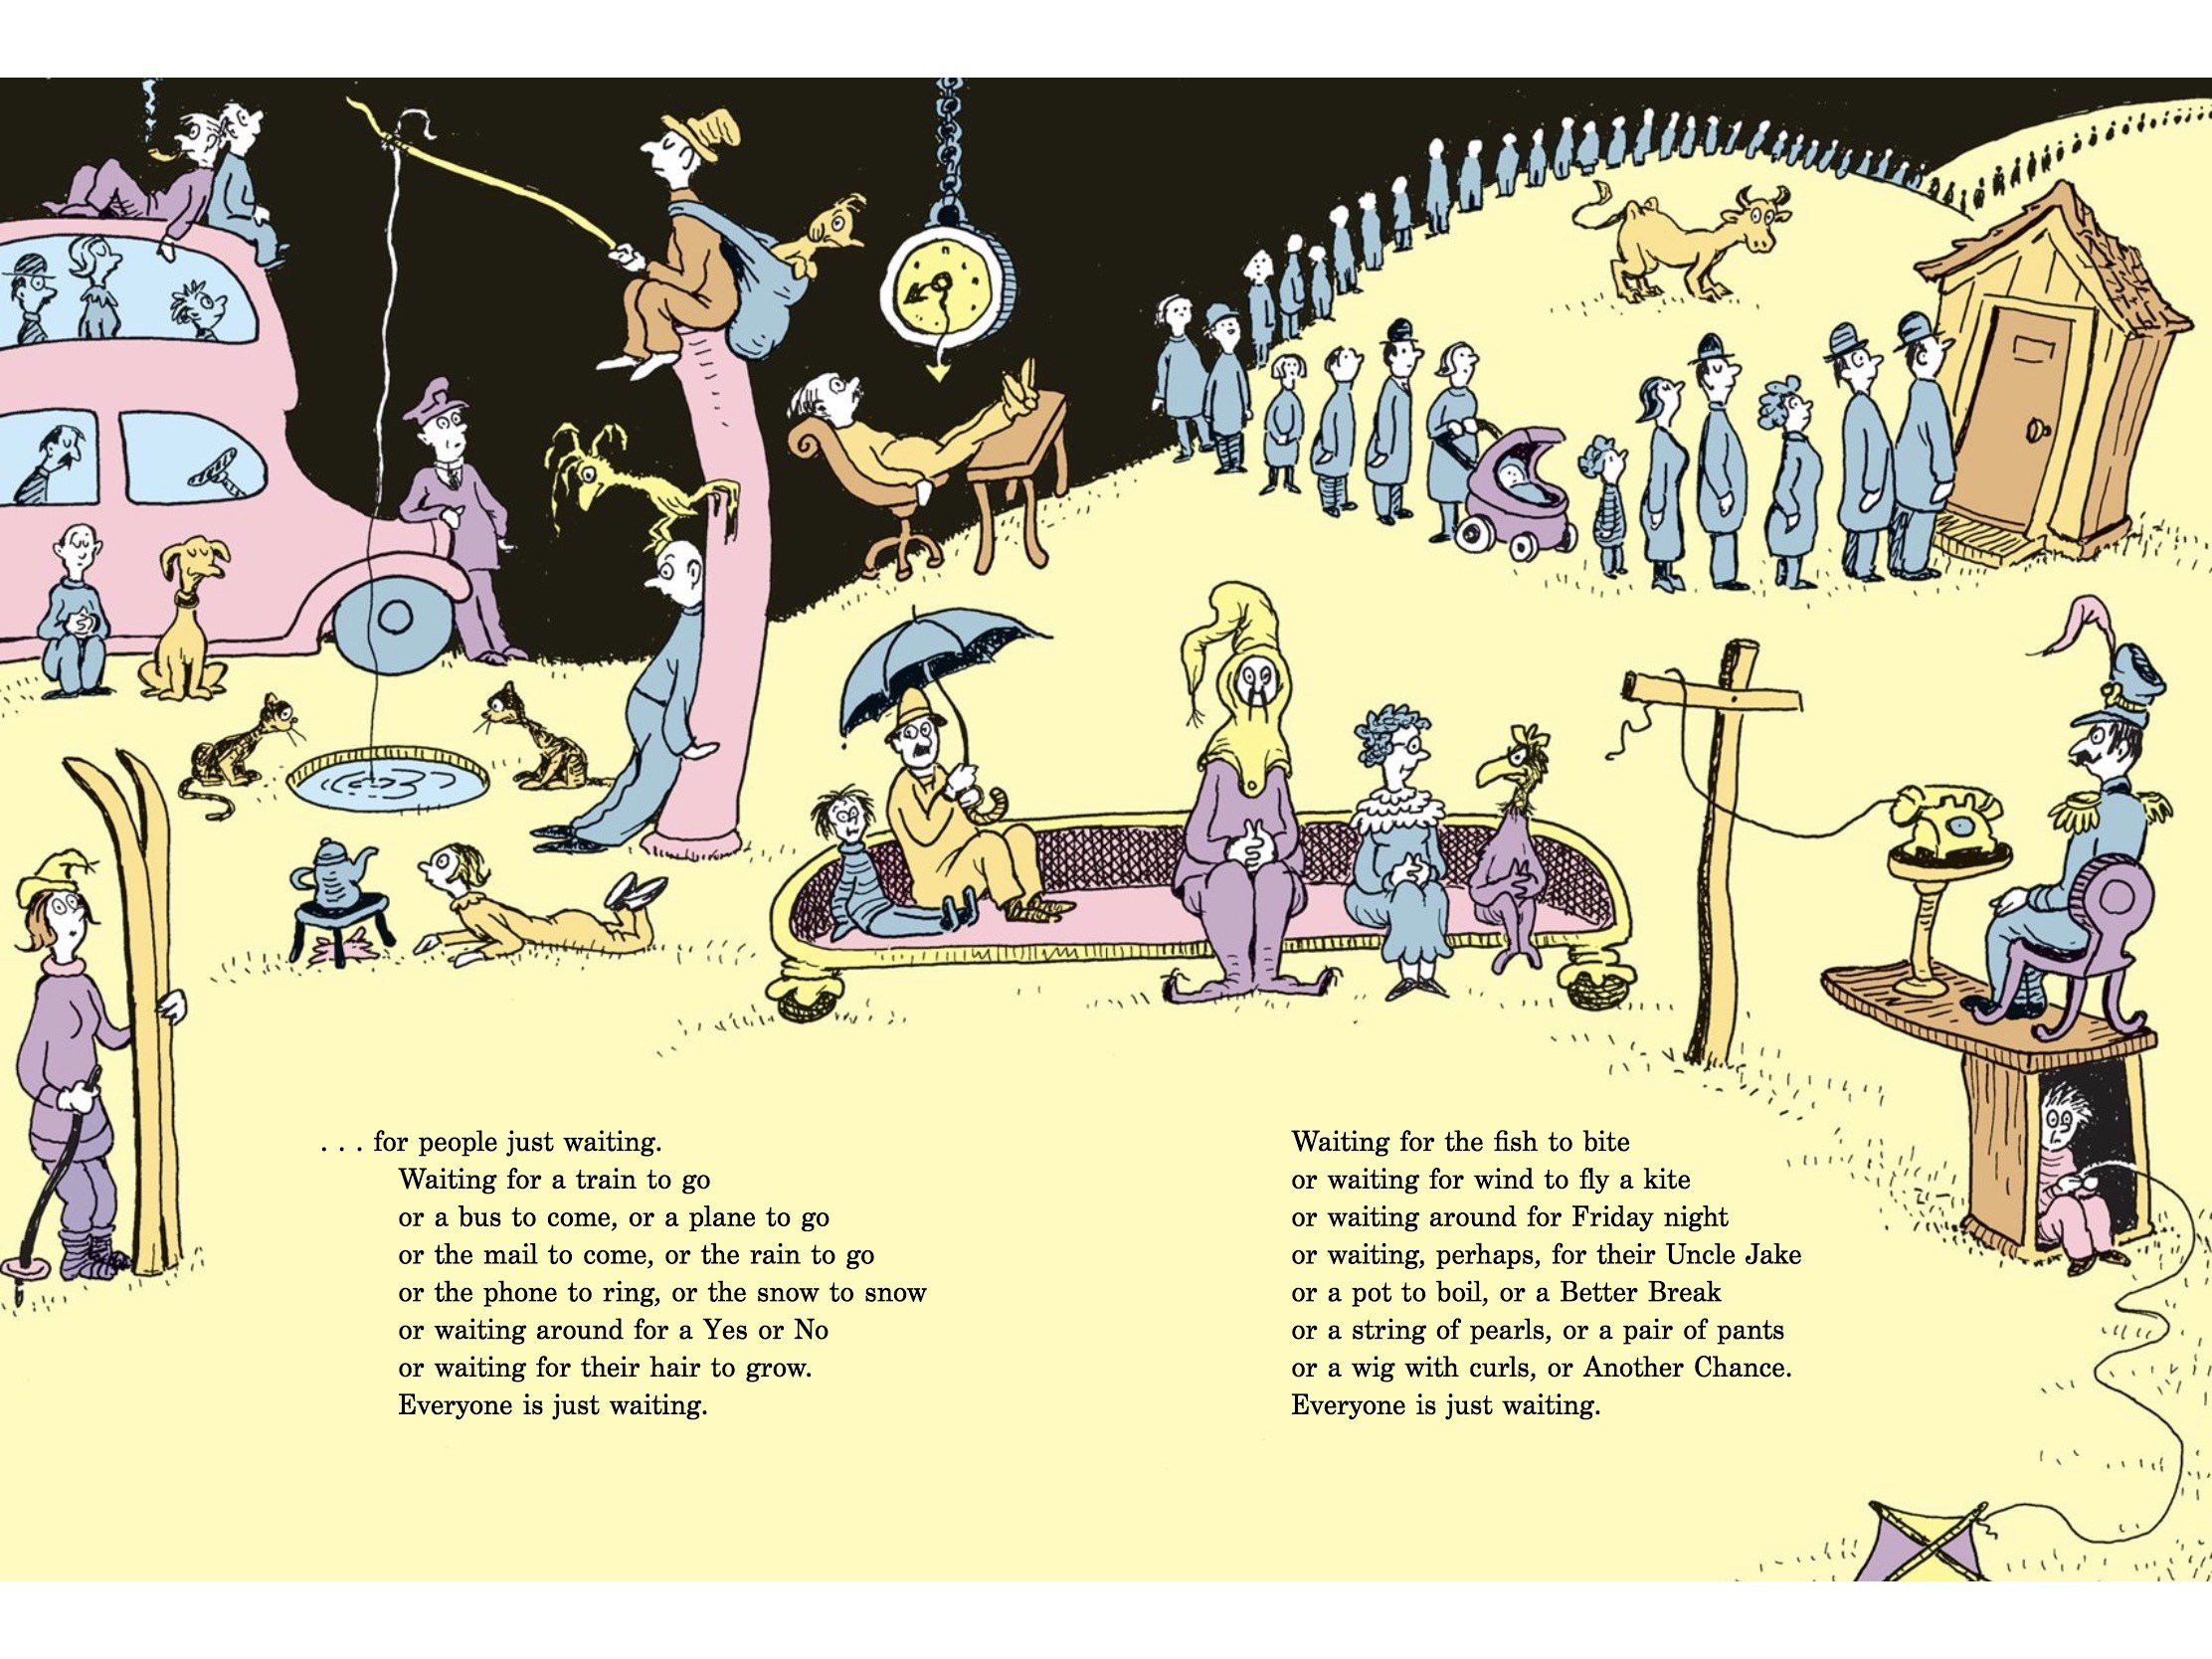 . . . for people just waiting.
Waiting for a train to go
or a bus to come, or a plane to go
or the mail to come, or the rain to go
or the phone to ring, or the snow to snow
or waiting around for a Yes or No
or waiting for their hair to grow.
Everyone is just waiting.
Waiting for the fish to bite
or waiting for wind to fly a kite
or waiting around for Friday night
or waiting, perhaps, for their Uncle Jake
or a pot to boil, or a Better Break
or a string of pearls, or a pair of pants
or a wig with curls, or Another Chance.
Everyone is just waiting.